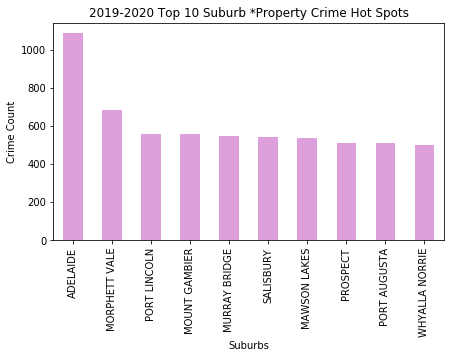 2019-2020 Top 10 Suburb *Property Crime Hot Spots
Crime Count
1000
800
600
400
200
0
ADELAIDE
MORPHETT VALE
PORT LINCOLN
MOUNT GAMBIER
MURRAY BRIDGE
SALISBURY
MAWSON LAKES
PROSPECT
PORT AUGUSTA
WHYALLA NORRIE
Suburbs